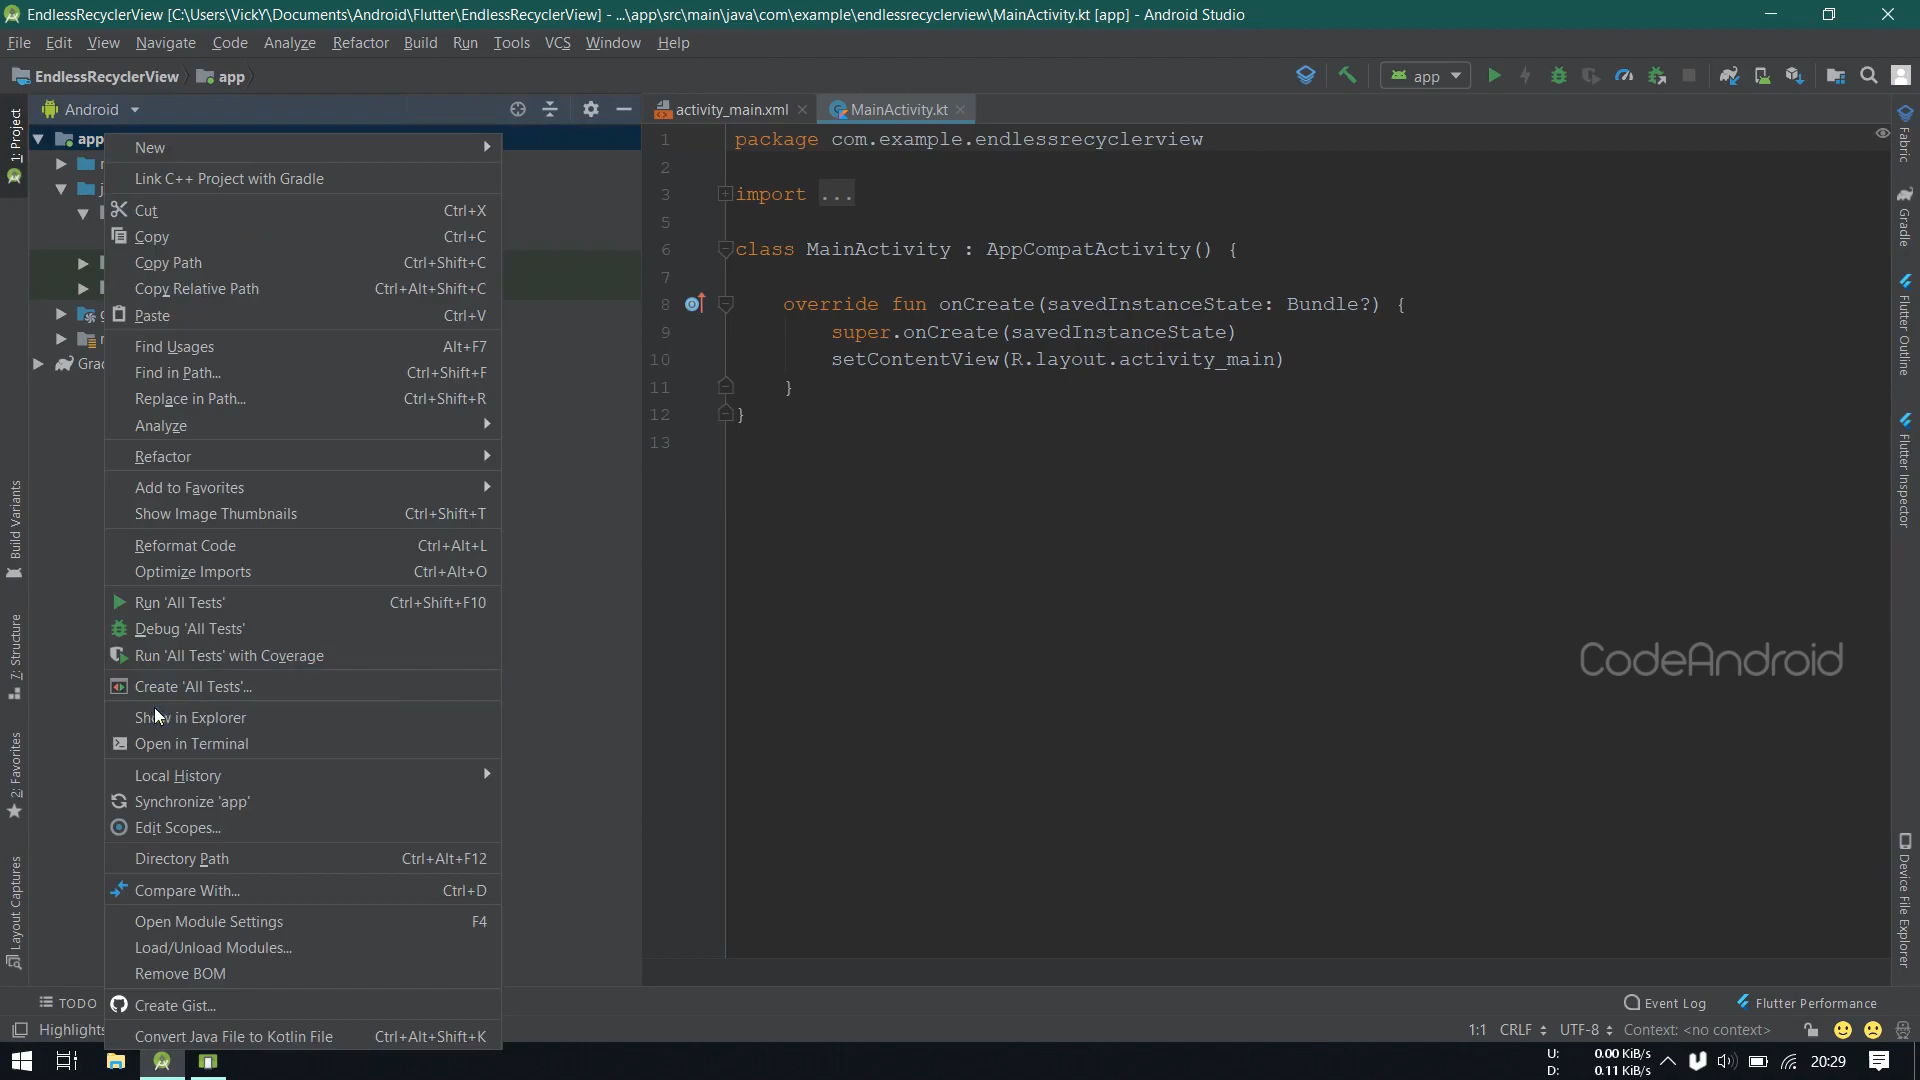 EndlessRecyclerView [C:\Users\VickY\Documents\Android\Flutter\EndlessRecyclerView] - ...\app\src\main\java\com\example\endlessrecyclerview\MainActivity.kt [app] - Android Studio
File Edit View Navigate Code Analyze Refactor Build Run Tools VCS Window Help
EndlessRecyclerView app
app
Android
activity_main.xml
MainActivity.kt
1: Project
Build Variants
7: Structure
2: Favorites
Layout Captures
app
New
Link C++ Project with Gradle
Cut Ctrl+X
Copy Ctrl+C
Copy Path Ctrl+Shift+C
Copy Relative Path Ctrl+Alt+Shift+C
Paste Ctrl+V
Find Usages Alt+F7
Find in Path... Ctrl+Shift+F
Replace in Path... Ctrl+Shift+R
Analyze
Refactor
Add to Favorites
Show Image Thumbnails Ctrl+Shift+T
Reformat Code Ctrl+Alt+L
Optimize Imports Ctrl+Alt+O
Run 'All Tests' Ctrl+Shift+F10
Debug 'All Tests'
Run 'All Tests' with Coverage
Create 'All Tests'...
Show in Explorer
Open in Terminal
Local History
Synchronize 'app'
Edit Scopes...
Directory Path Ctrl+Alt+F12
Compare With... Ctrl+D
Open Module Settings F4
Load/Unload Modules...
Remove BOM
Create Gist...
Convert Java File to Kotlin File Ctrl+Alt+Shift+K
Grad
1 package com.example.endlessrecyclerview
2
3 import ...
5
6 class MainActivity : AppCompatActivity() {
7
8 override fun onCreate(savedInstanceState: Bundle?) {
9 super.onCreate(savedInstanceState)
10 setContentView(R.layout.activity_main)
11 }
12 }
13
CodeAndroid
Fabric
Gradle
Flutter Outline
Flutter Inspector
Device File Explorer
TODO
Event Log
Flutter Performance
Highlights
1:1 CRLF UTF-8 Context: <no context>
U: 0.00 KiB/s
D: 0.11 KiB/s
20:29